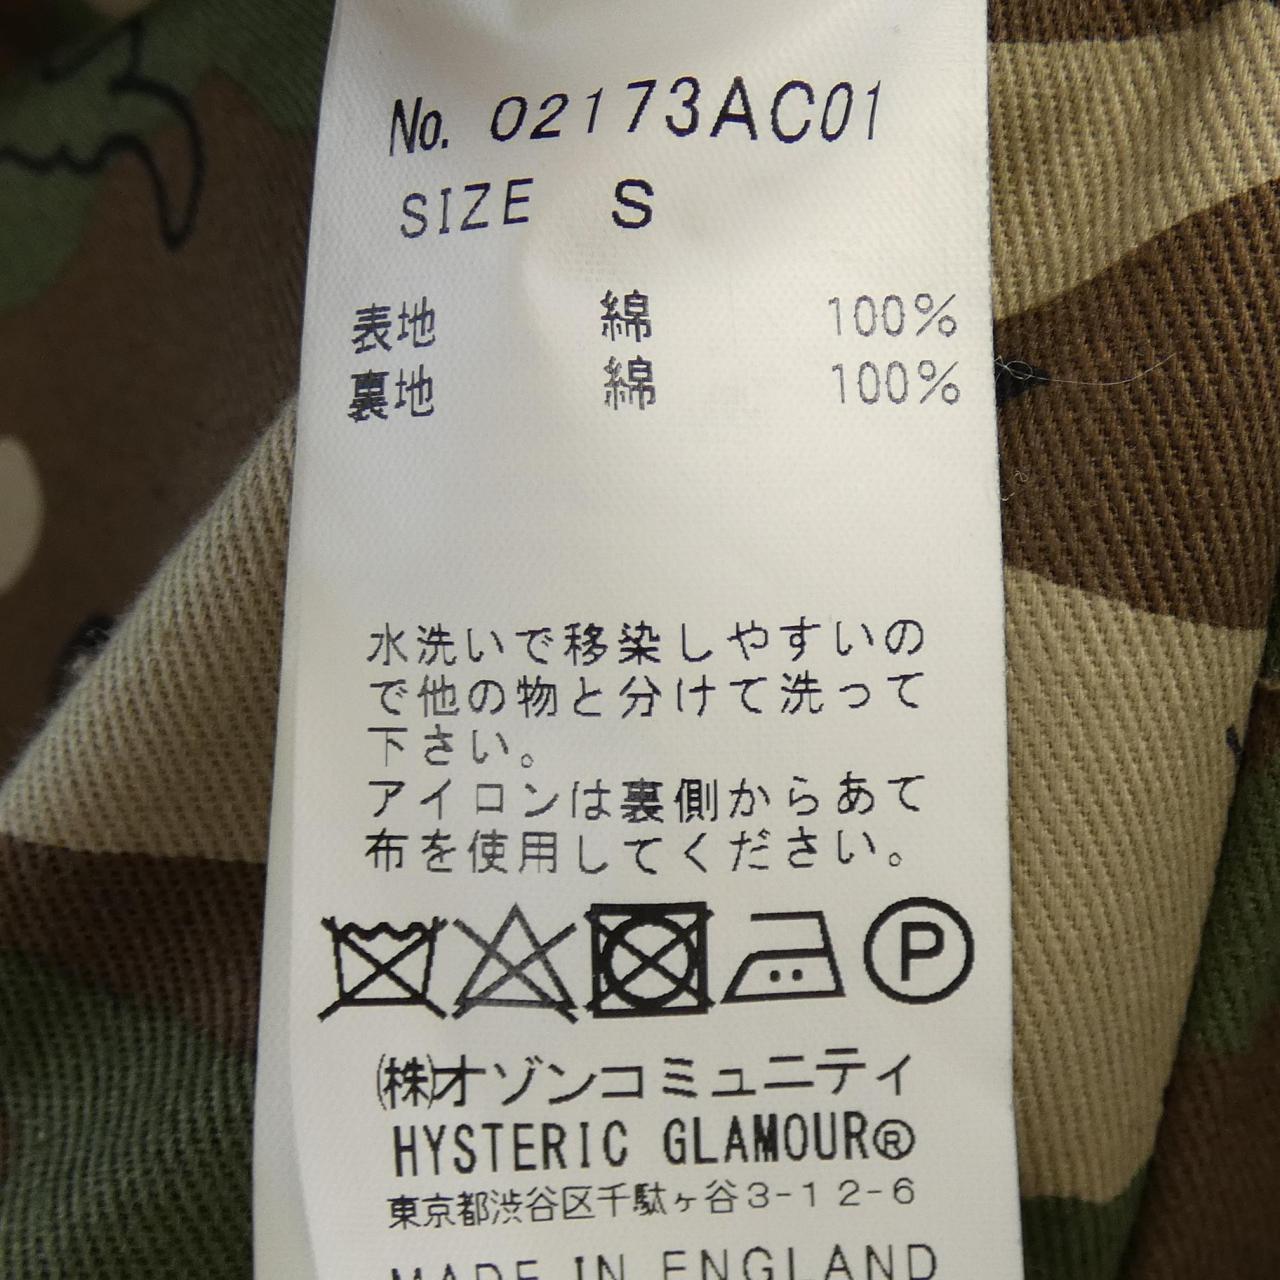 No. 02173AC01
SIZE S
表地 綿 100%
裏地 綿 100%
水洗いで移染しやすいの
で他の物と分けて洗って
下さい。
アイロンは裏側からあて
布を使用してください。
P
(株)オゾンコミュニティ
HYSTERIC GLAMOUR®
東京都渋谷区千駄ヶ谷3-12-6
MADE IN ENGLAND